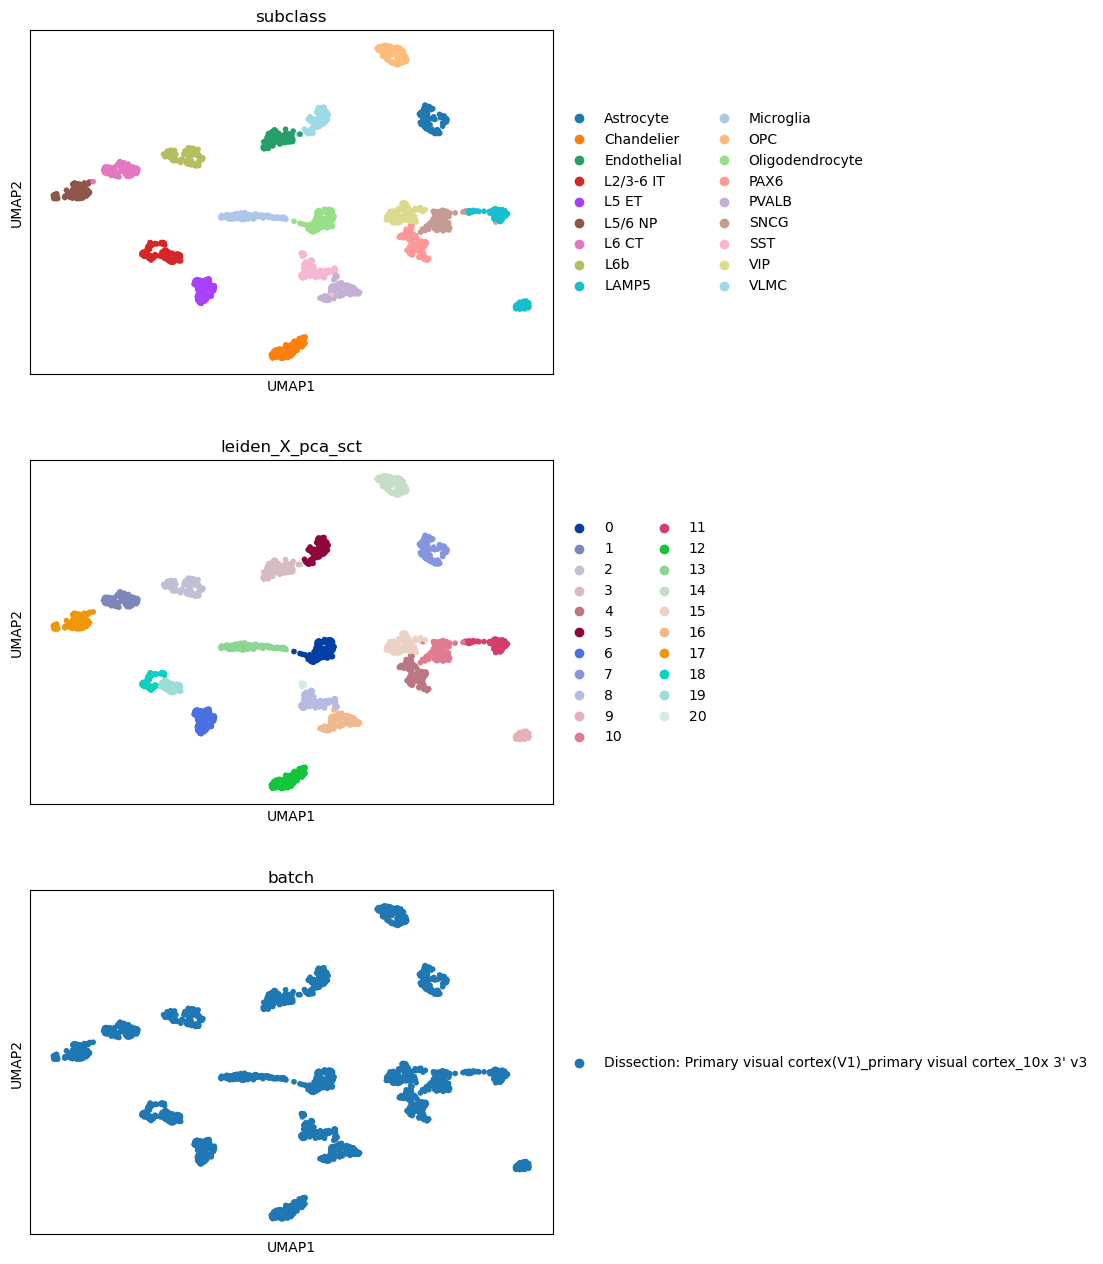 subclass
UMAP2
UMAP1
Astrocyte
Chandelier
Endothelial
L2/3-6 IT
L5 ET
L5/6 NP
L6 CT
L6b
LAMP5
Microglia
OPC
Oligodendrocyte
PAX6
PVALB
SNCG
SST
VIP
VLMC
leiden_X_pca_sct
UMAP2
UMAP1
0
1
2
3
4
5
6
7
8
9
10
11
12
13
14
15
16
17
18
19
20
batch
UMAP2
UMAP1
Dissection: Primary visual cortex(V1)_primary visual cortex_10x 3' v3